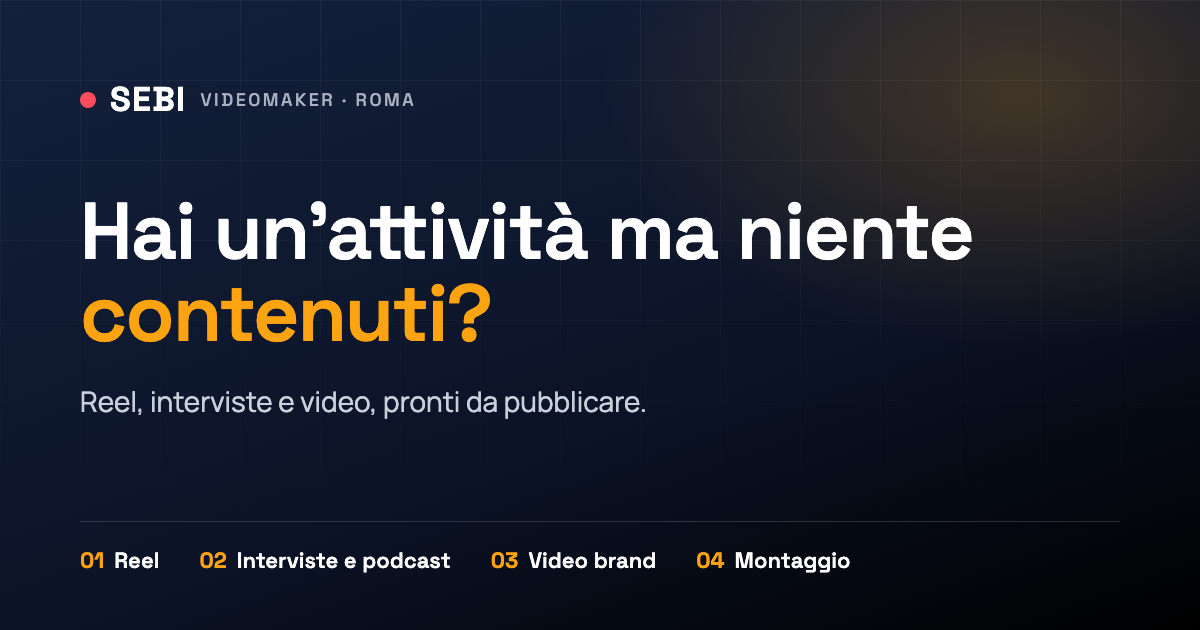 SEBI VIDEOMAKER · ROMA
Hai un’attività ma niente
contenuti?
Reel, interviste e video, pronti da pubblicare.
01 Reel 02 Interviste e podcast 03 Video brand 04 Montaggio